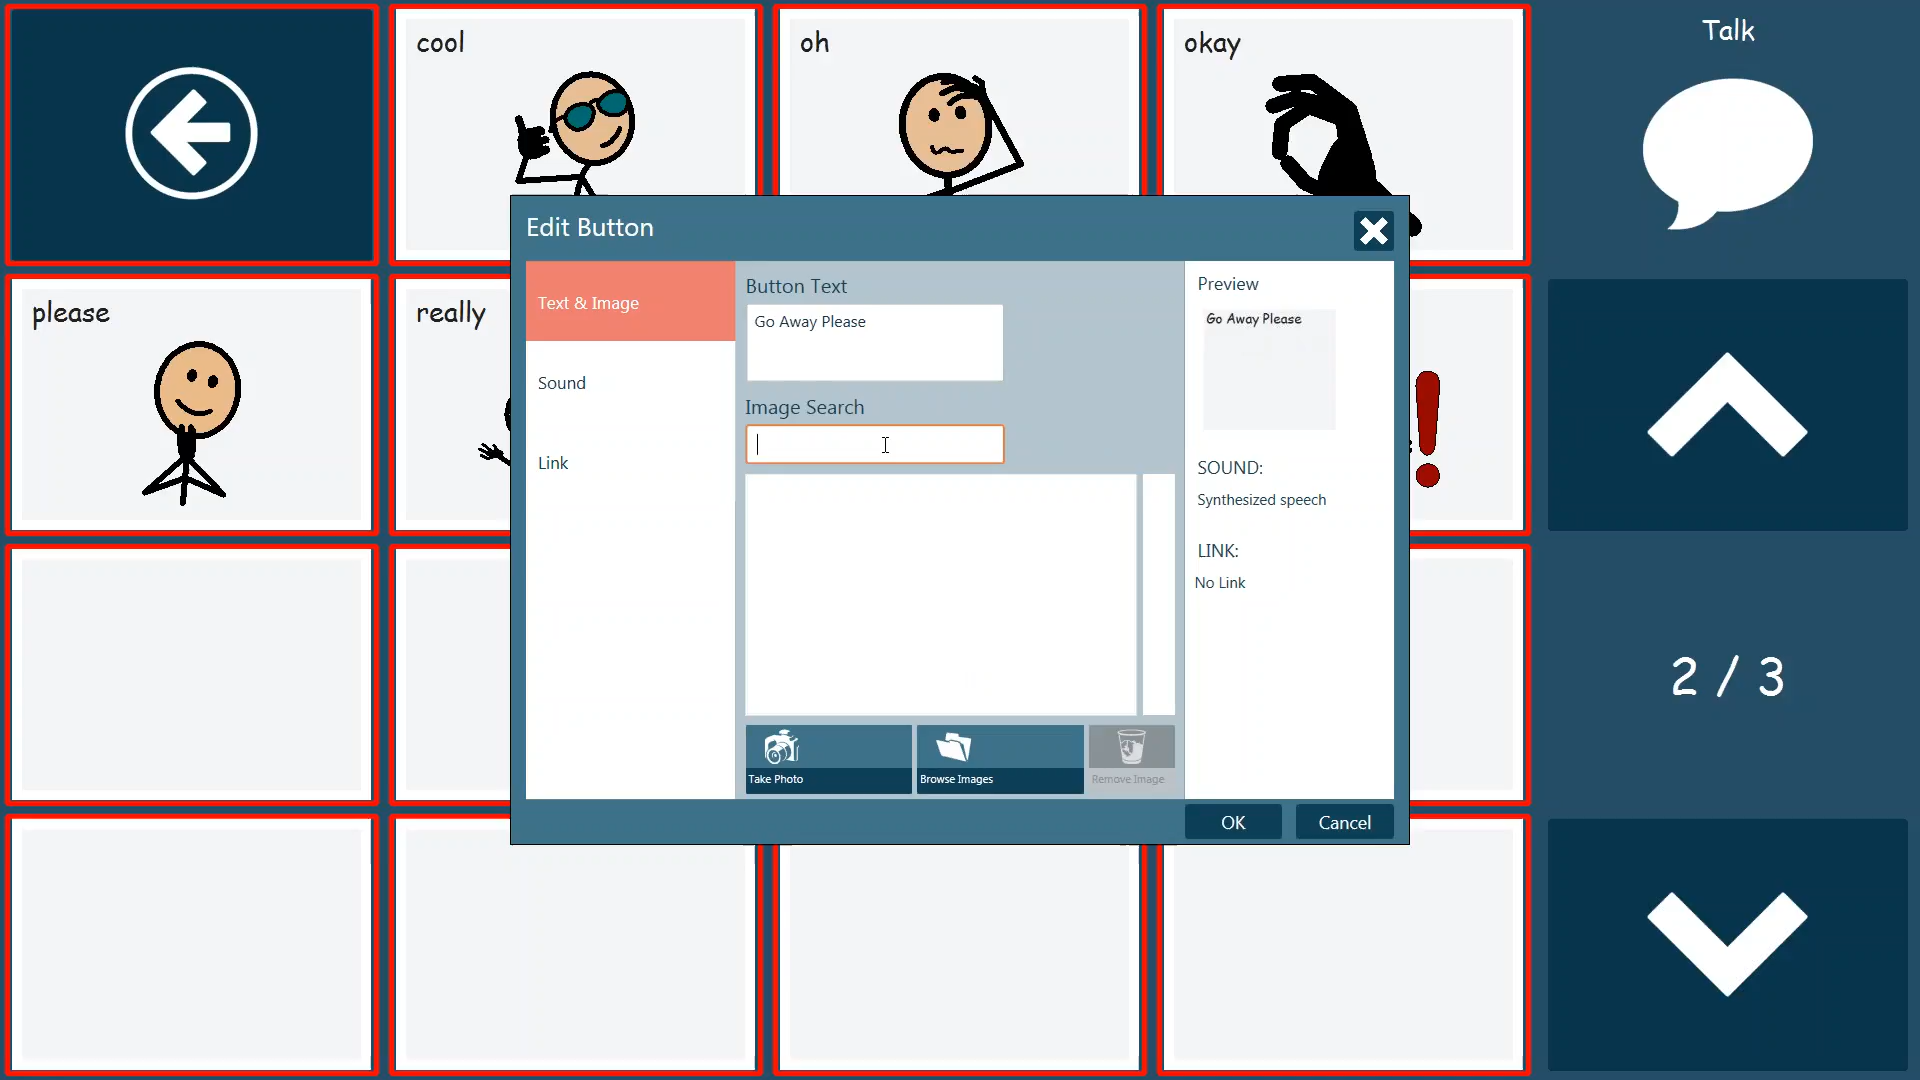 cool
oh
okay
Talk
Edit Button
Text & Image
Sound
Link
Button Text
Go Away Please
Image Search
Take Photo
Browse Images
Remove Image
Preview
Go Away Please
SOUND:
Synthesized speech
LINK:
No Link
OK
Cancel
please
really
2 / 3